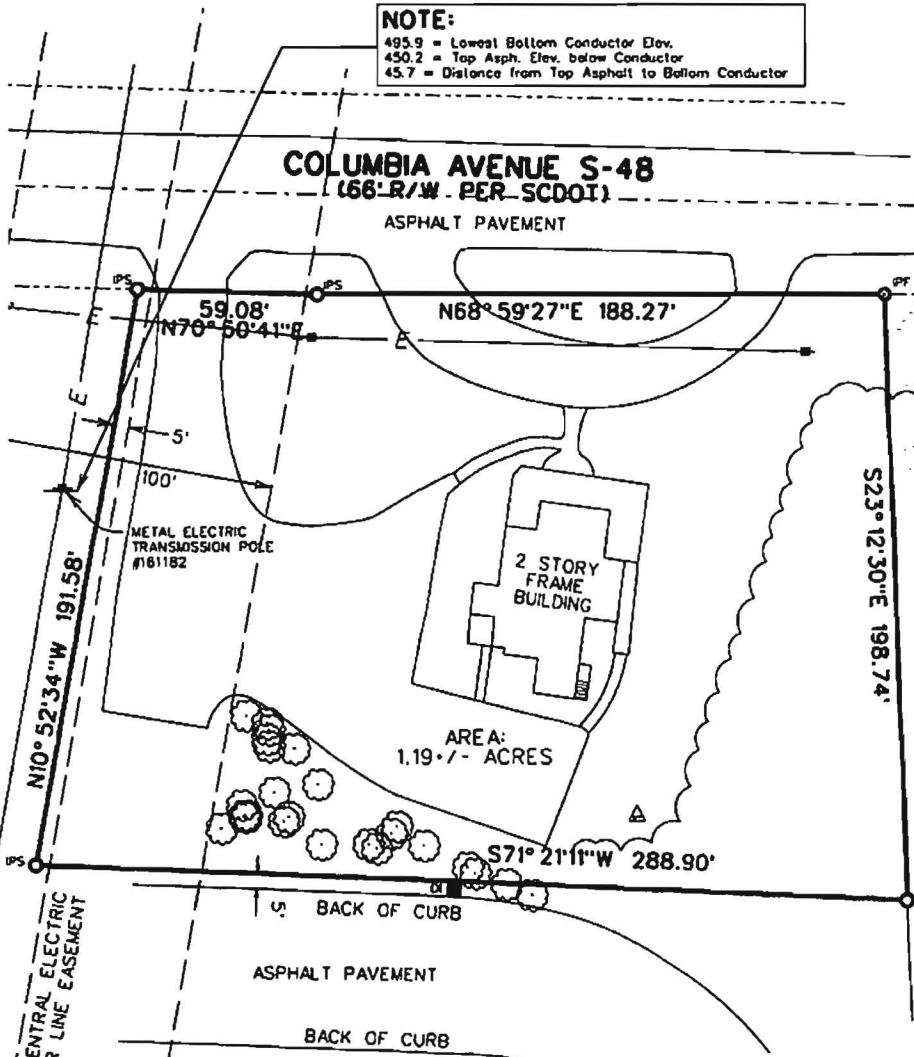 NOTE:
495.9 = Lowest Bottom Conductor Elev.
450.2 = Top Asph. Elev. below Conductor
45.7 = Distance from Top Asphalt to Bottom Conductor
COLUMBIA AVENUE S-48
(66' R/W PER SCDOT)
ASPHALT PAVEMENT
IPS
IPS
IPF
59.08'
N70°50'41"E
N68°59'27"E 188.27'
E
E
E
5'
100'
METAL ELECTRIC
TRANSMISSION POLE
#161182
2 STORY
FRAME
BUILDING
S23°12'30"E 198.74'
N10°52'34"W 191.58'
AREA:
1.19+/- ACRES
IPS
S71°21'11"W 288.90'
DI
5'
BACK OF CURB
ASPHALT PAVEMENT
BACK OF CURB
ENTRAL ELECTRIC
R LINE EASEMENT